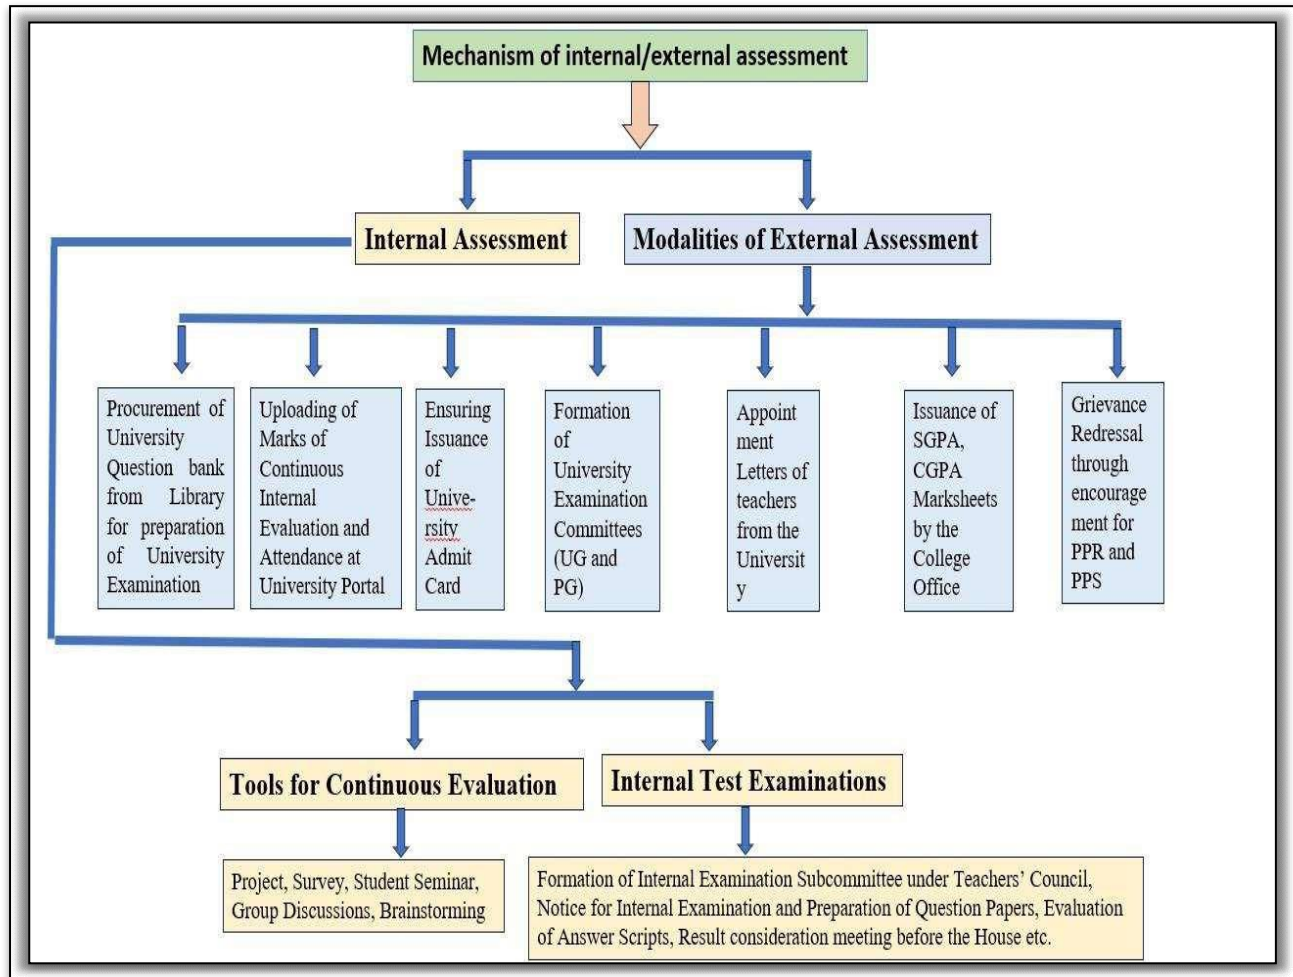 Mechanism of internal/external assessment
Internal Assessment
Modalities of External Assessment
Procurement of
University
Question bank
from Library
for preparation
of University
Examination
Uploading of
Marks of
Continuous
Internal
Evaluation and
Attendance at
University Portal
Ensuring
Issuance
of
Unive-
rsity
Admit
Card
Formation
of
University
Examination
Committees
(UG and
PG)
Appoint
ment
Letters of
teachers
from the
Universit
y
Issuance of
SGPA,
CGPA
Marksheets
by the
College
Office
Grievance
Redressal
through
encourage
ment for
PPR and
PPS
Tools for Continuous Evaluation
Internal Test Examinations
Project, Survey, Student Seminar,
Group Discussions, Brainstorming
Formation of Internal Examination Subcommittee under Teachers’ Council,
Notice for Internal Examination and Preparation of Question Papers, Evaluation
of Answer Scripts, Result consideration meeting before the House etc.